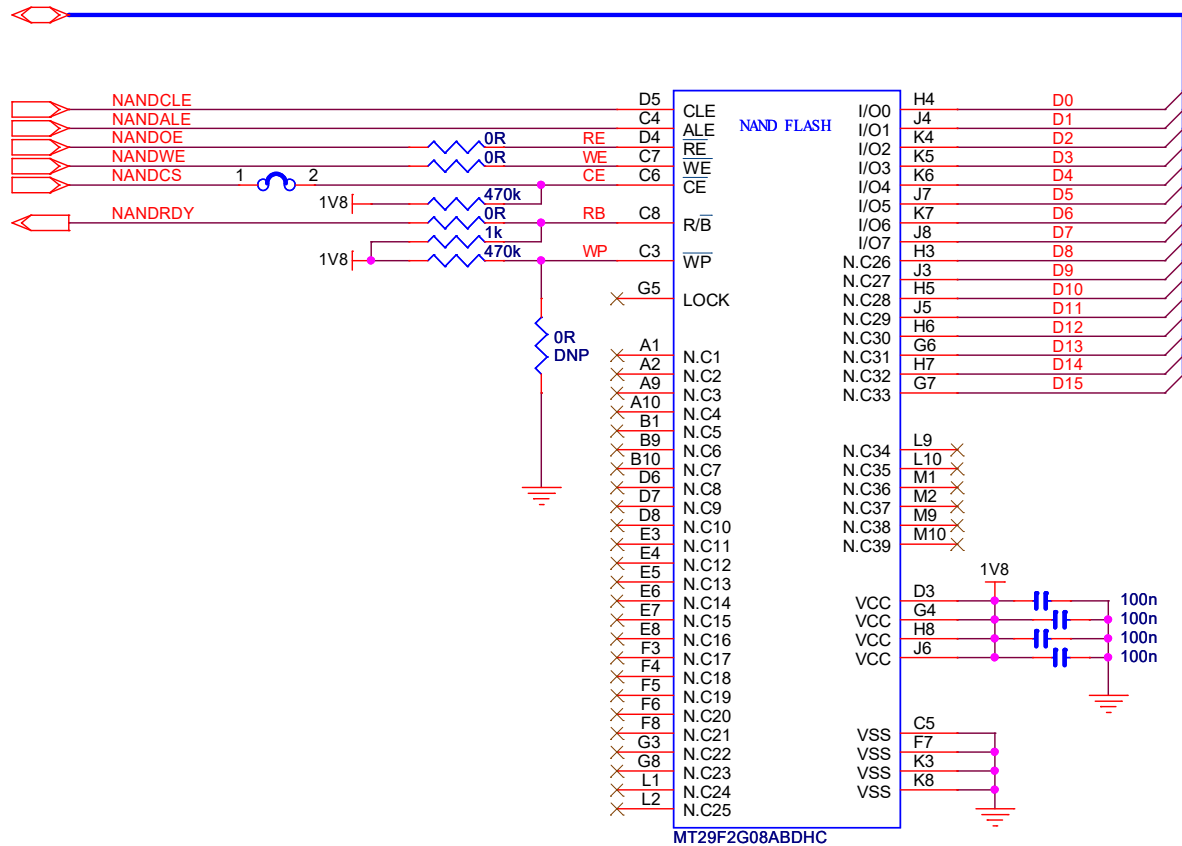 NANDCLE D5 CLE NAND FLASH I/O0 H4 D0
NANDALE C4 ALE I/O1 J4 D1
NANDOE 0R RE D4 RE I/O2 K4 D2
NANDWE 0R WE C7 WE I/O3 K5 D3
NANDCS 1 2 CE C6 CE I/O4 K6 D4
1V8 470k I/O5 J7 D5
NANDRDY 0R RB C8 R/B I/O6 K7 D6
1k I/O7 J8 D7
1V8 470k WP C3 WP N.C26 H3 D8
N.C27 J3 D9
G5 LOCK N.C28 H5 D10
N.C29 J5 D11
0R N.C30 H6 D12
DNP N.C31 G6 D13
A1 N.C1 N.C32 H7 D14
A2 N.C2 N.C33 G7 D15
A9 N.C3
A10 N.C4
B1 N.C5
B9 N.C6 N.C34 L9
B10 N.C7 N.C35 L10
D6 N.C8 N.C36 M1
D7 N.C9 N.C37 M2
D8 N.C10 N.C38 M9
E3 N.C11 N.C39 M10
E4 N.C12
E5 N.C13 1V8
E6 N.C14 VCC D3 100n
E7 N.C15 VCC G4 100n
E8 N.C16 VCC H8 100n
F3 N.C17 VCC J6 100n
F4 N.C18
F5 N.C19
F6 N.C20
F8 N.C21 VSS C5
G3 N.C22 VSS F7
G8 N.C23 VSS K3
L1 N.C24 VSS K8
L2 N.C25
MT29F2G08ABDHC